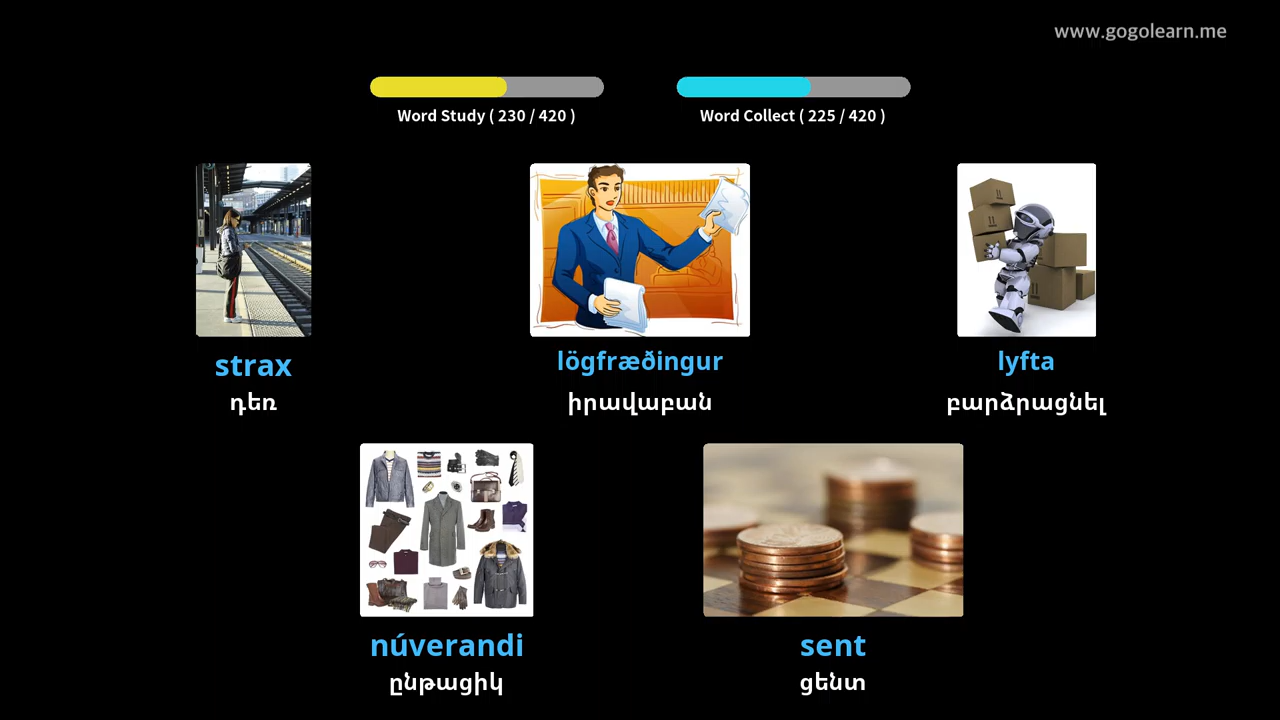 www.gogolearn.me
Word Study ( 230 / 420 )
Word Collect ( 225 / 420 )
strax
դեռ
lögfræðingur
իրավաբան
lyfta
բարձրացնել
núverandi
ընթացիկ
sent
ցենտ